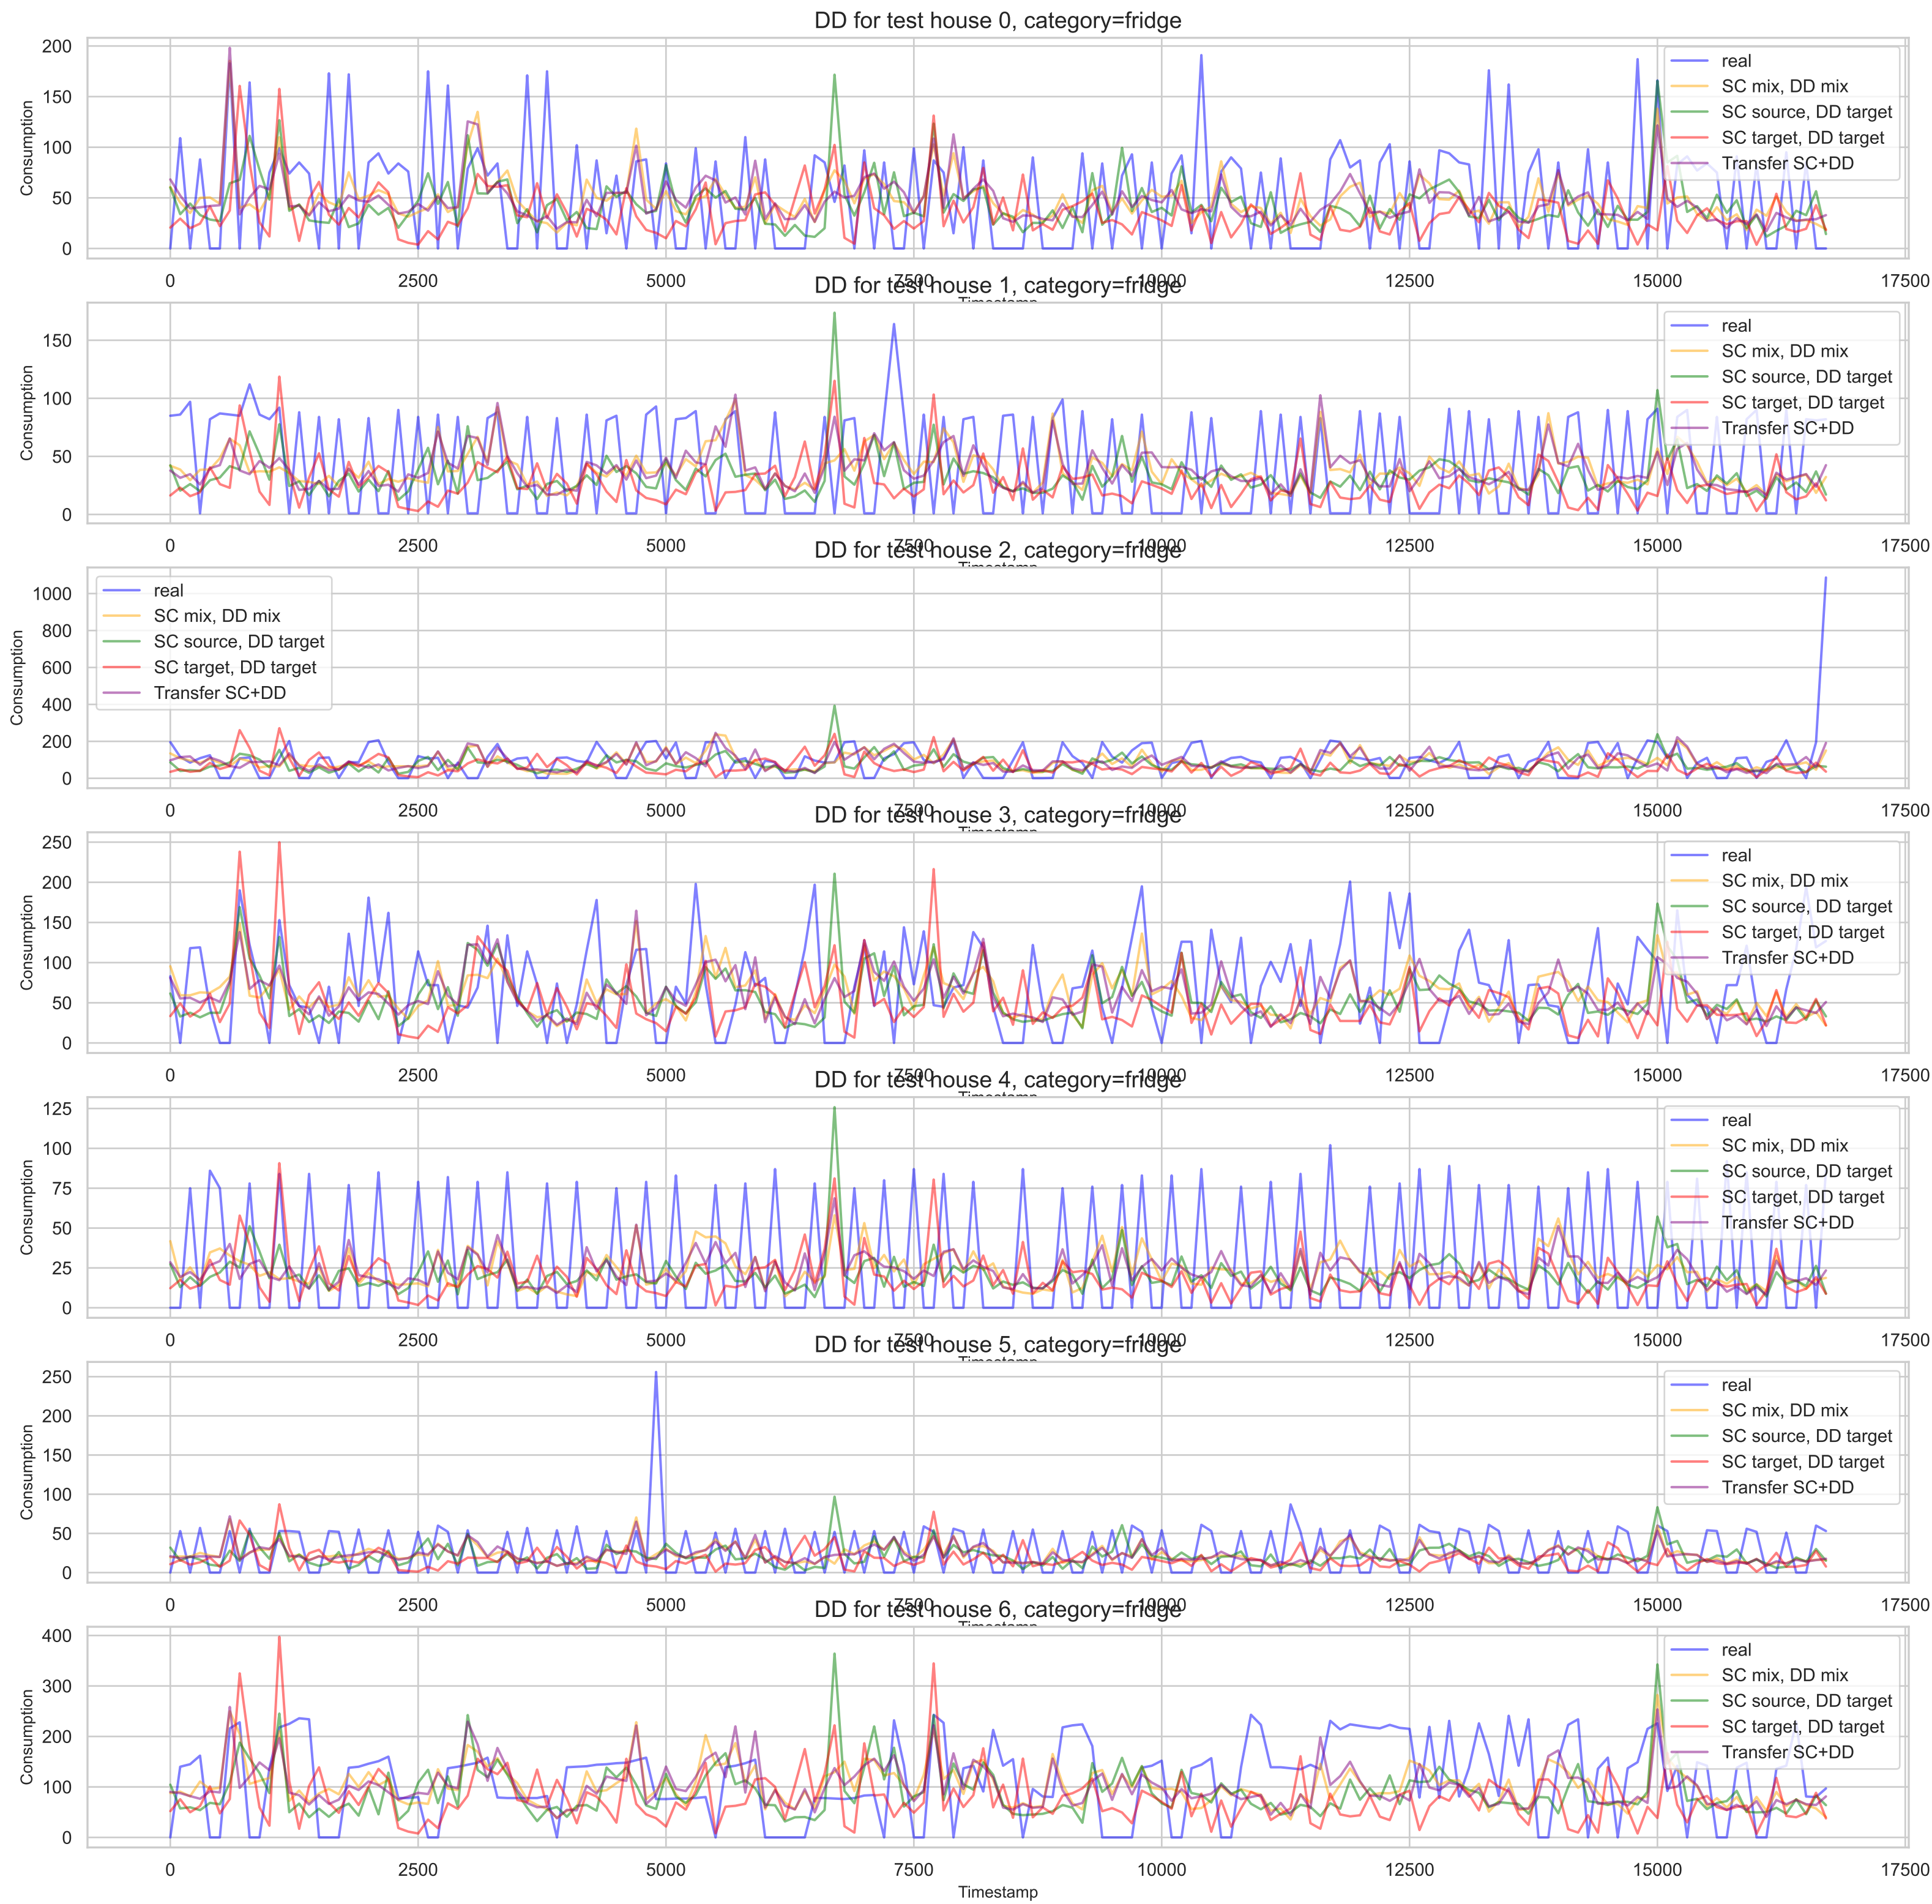 DD for test house 0, category=fridge
200
150
100
50
0
Consumption
real
SC mix, DD mix
SC source, DD target
SC target, DD target
Transfer SC+DD
0 2500 5000 7500 10000 12500 15000 17500
Timestamp
DD for test house 1, category=fridge
150
100
50
0
Consumption
real
SC mix, DD mix
SC source, DD target
SC target, DD target
Transfer SC+DD
0 2500 5000 7500 10000 12500 15000 17500
Timestamp
DD for test house 2, category=fridge
1000
800
600
400
200
0
Consumption
real
SC mix, DD mix
SC source, DD target
SC target, DD target
Transfer SC+DD
0 2500 5000 7500 10000 12500 15000 17500
Timestamp
DD for test house 3, category=fridge
250
200
150
100
50
0
Consumption
real
SC mix, DD mix
SC source, DD target
SC target, DD target
Transfer SC+DD
0 2500 5000 7500 10000 12500 15000 17500
Timestamp
DD for test house 4, category=fridge
125
100
75
50
25
0
Consumption
real
SC mix, DD mix
SC source, DD target
SC target, DD target
Transfer SC+DD
0 2500 5000 7500 10000 12500 15000 17500
Timestamp
DD for test house 5, category=fridge
250
200
150
100
50
0
Consumption
real
SC mix, DD mix
SC source, DD target
SC target, DD target
Transfer SC+DD
0 2500 5000 7500 10000 12500 15000 17500
Timestamp
DD for test house 6, category=fridge
400
300
200
100
0
Consumption
real
SC mix, DD mix
SC source, DD target
SC target, DD target
Transfer SC+DD
0 2500 5000 7500 10000 12500 15000 17500
Timestamp